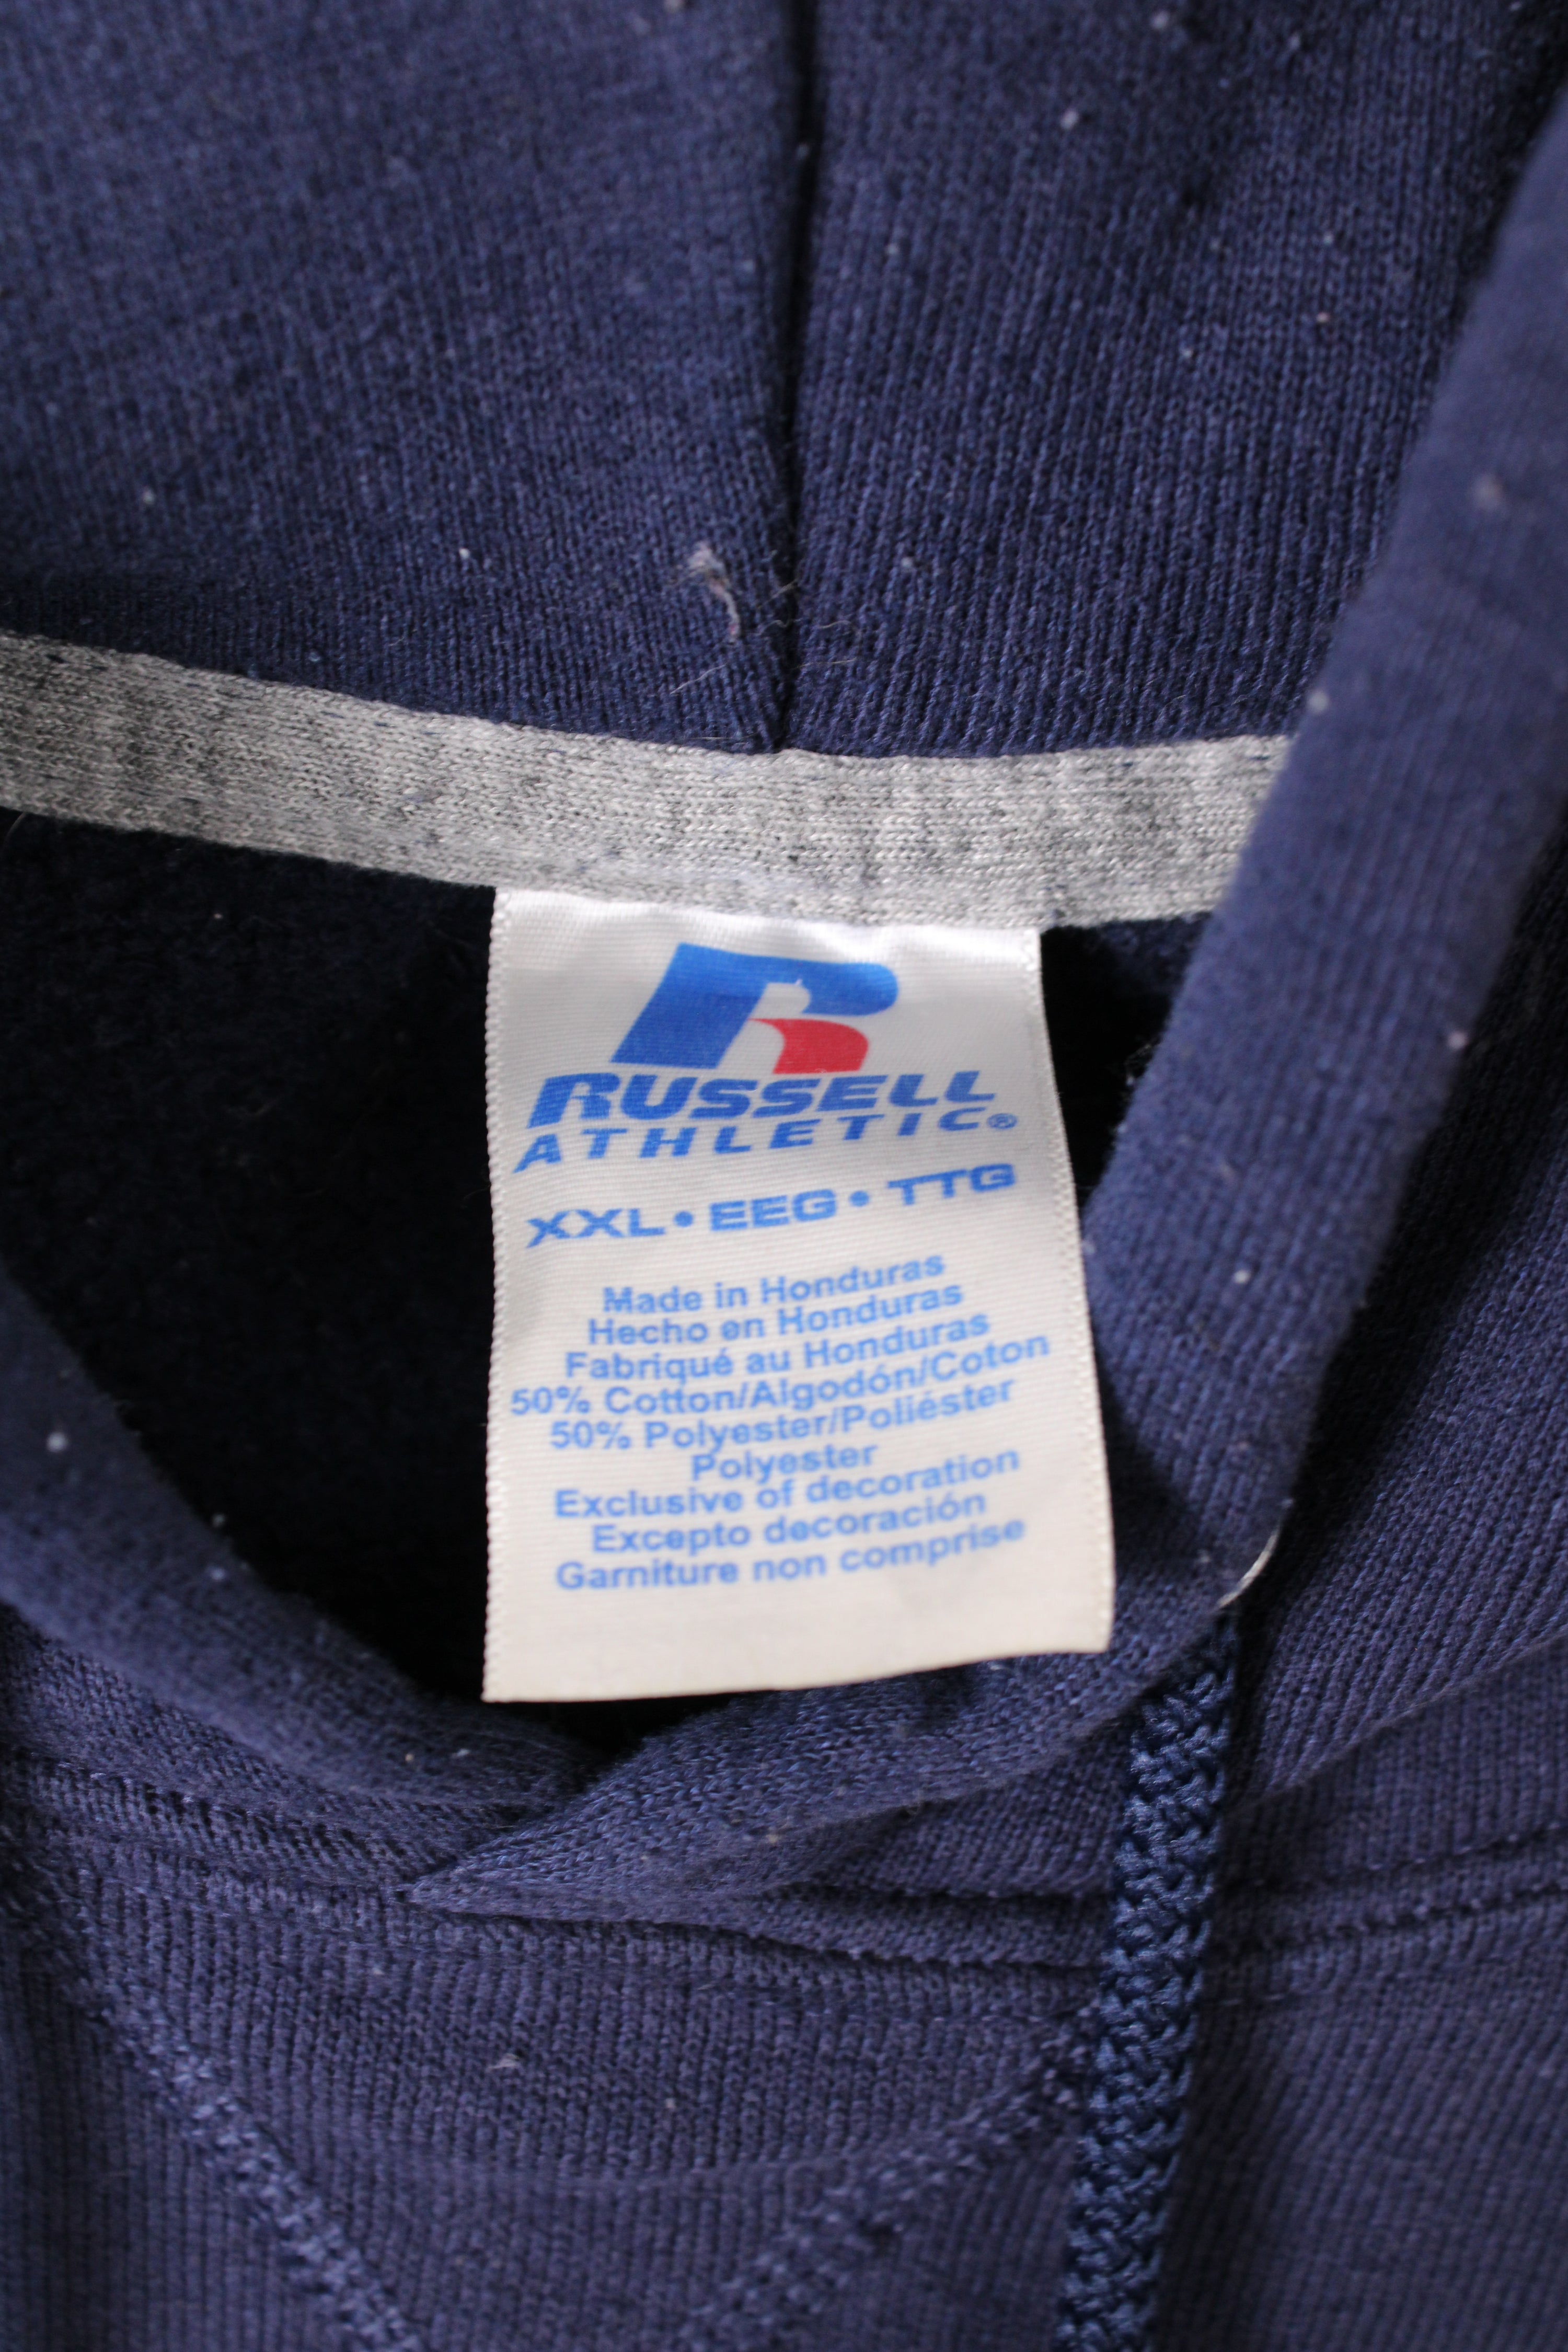 RUSSELL
ATHLETIC®
XXL • EEG • TTG
Made in Honduras
Hecho en Honduras
Fabriqué au Honduras
50% Cotton/Algodón/Coton
50% Polyester/Poliéster
Polyester
Exclusive of decoration
Excepto decoración
Garniture non comprise